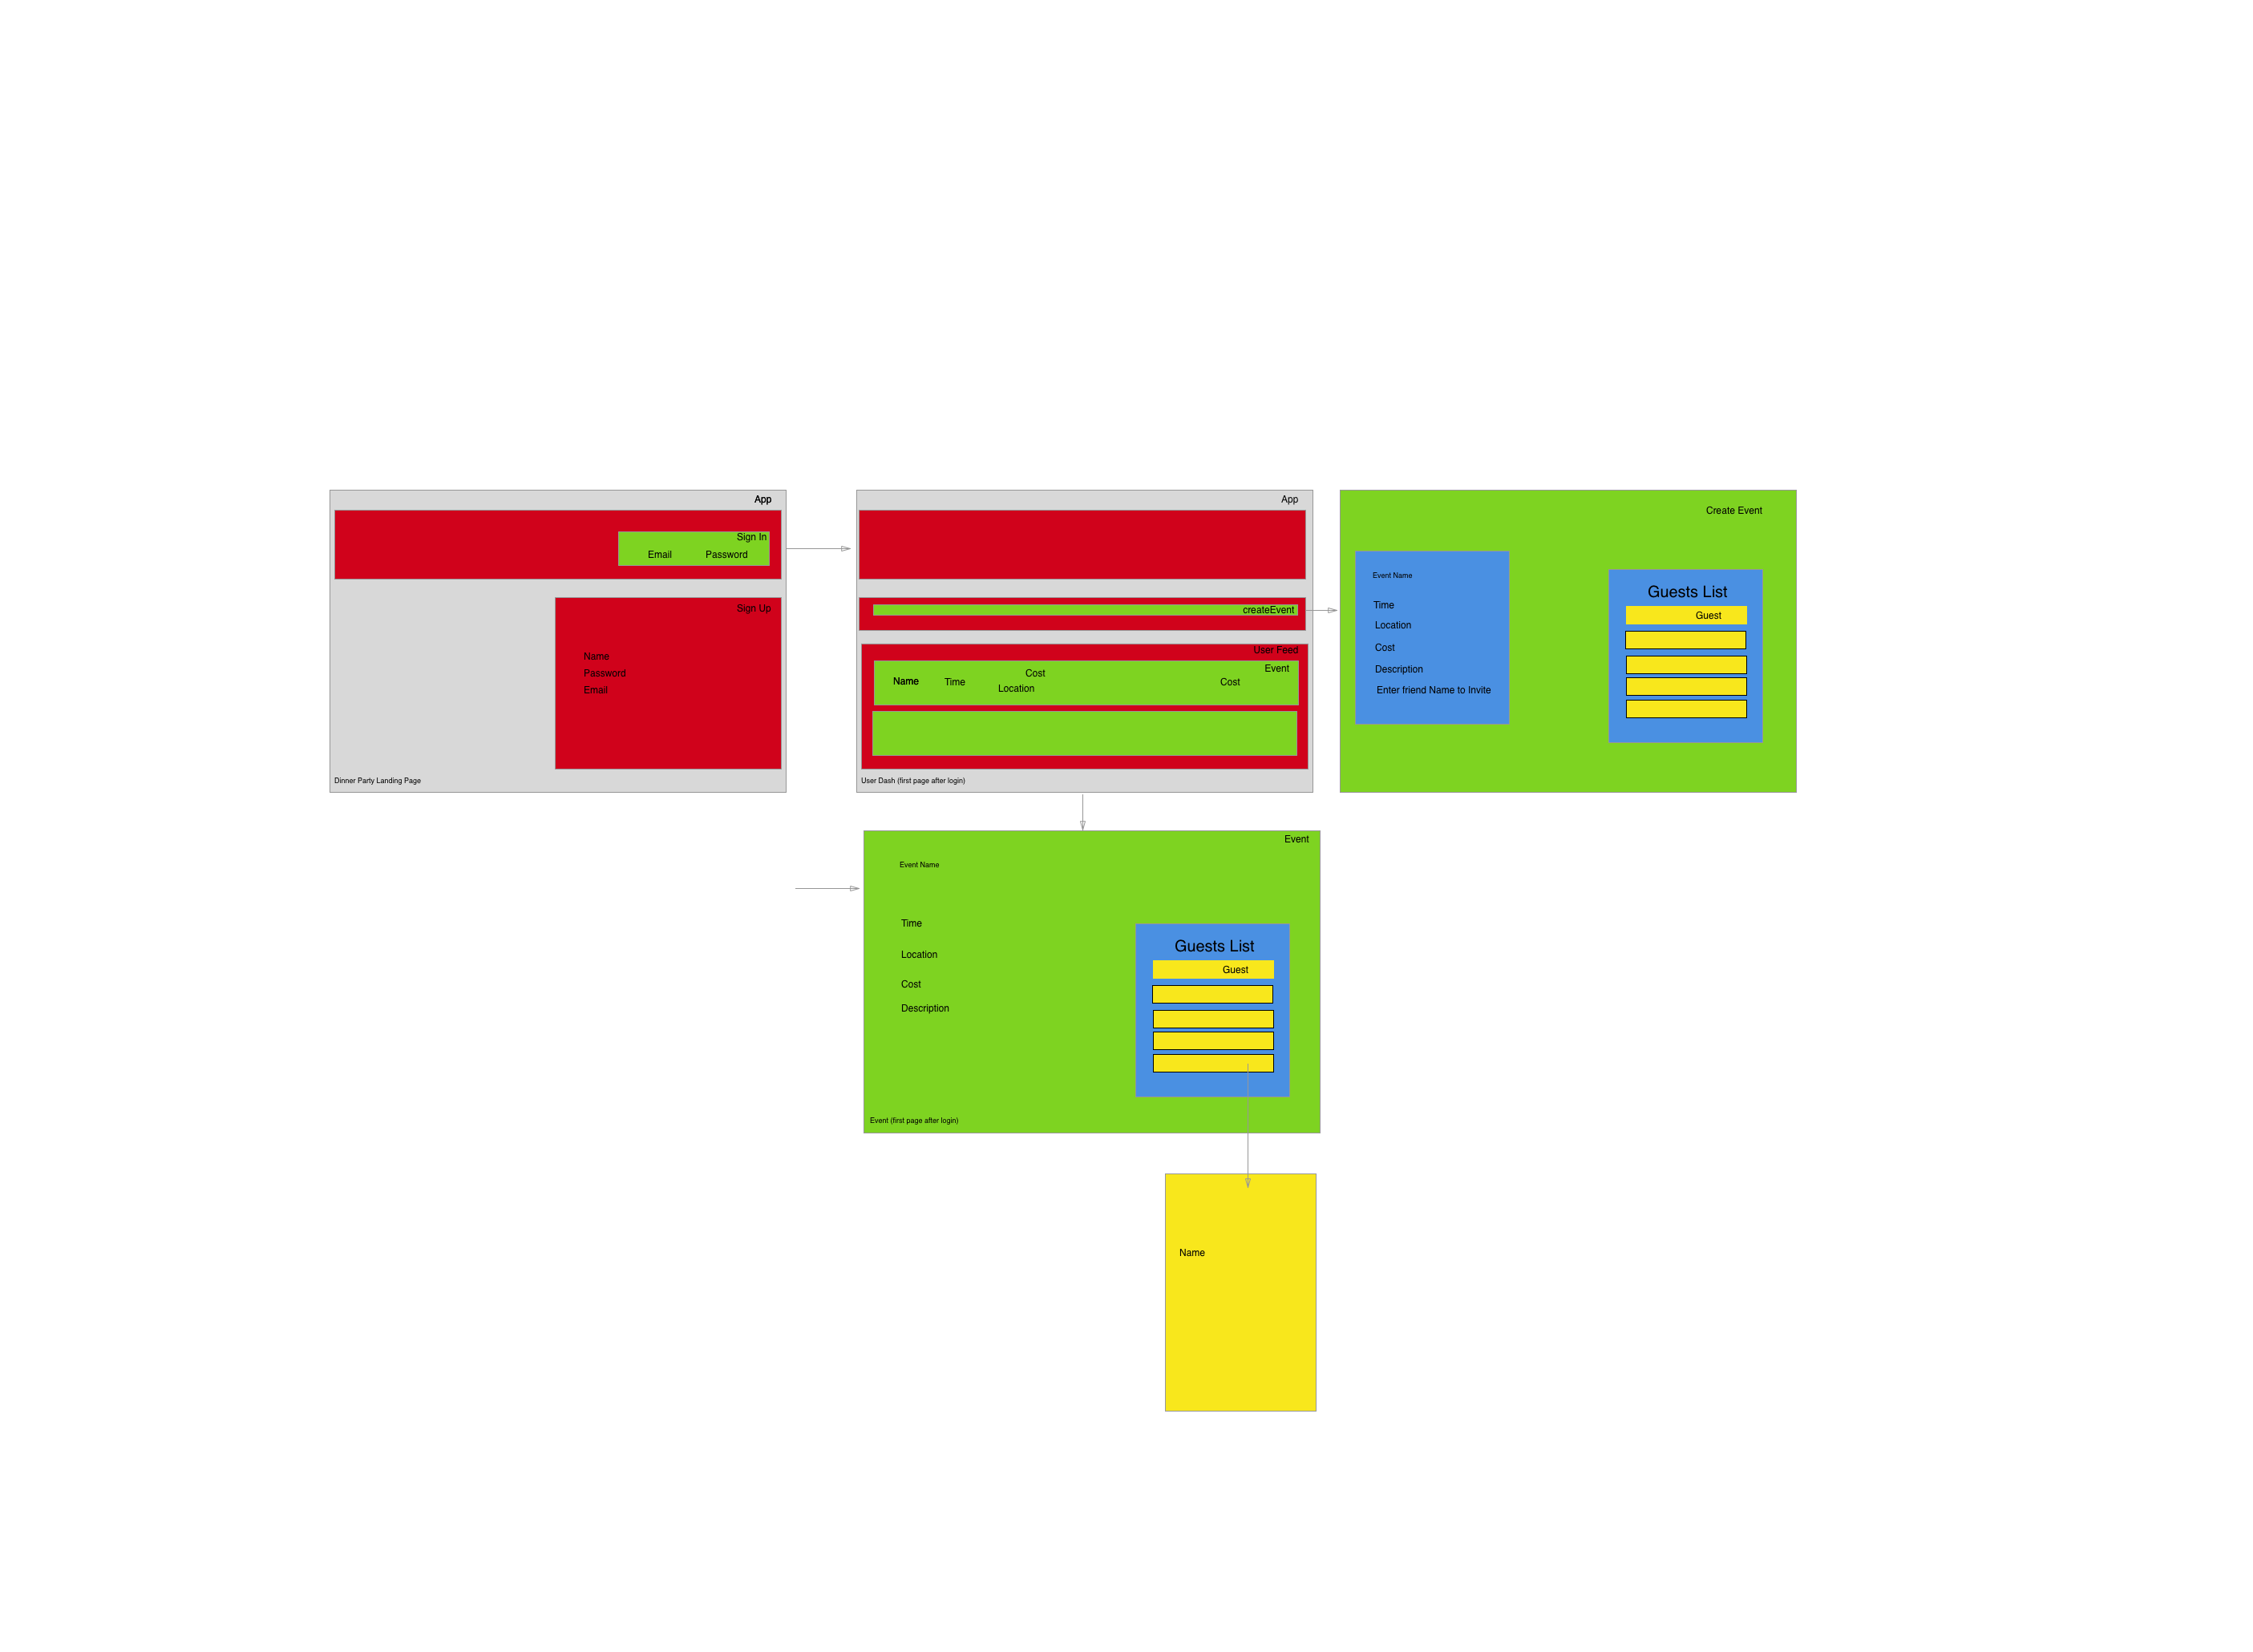 App
Sign In
Email Password
Sign Up
Name
Password
Email
Dinner Party Landing Page
App
createEvent
User Feed
Event
Name Time Cost Cost
Location
User Dash (first page after login)
Create Event
Event Name
Time
Location
Cost
Description
Enter friend Name to Invite
Guests List
Guest
Event
Event Name
Time
Location
Cost
Description
Guests List
Guest
Event (first page after login)
Name